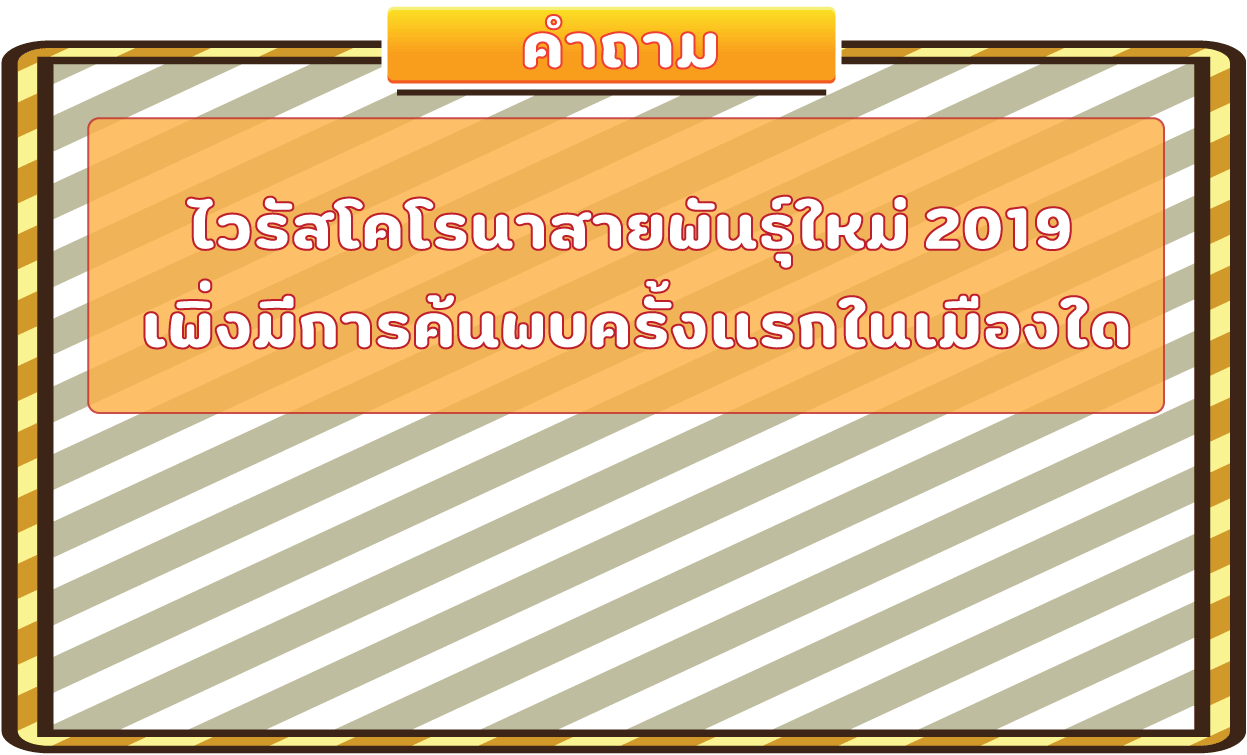 คำถาม
ไวรัสโคโรนาสายพันธุ์ใหม่ 2019
เพิ่งมีการค้นพบครั้งแรกในเมืองใด